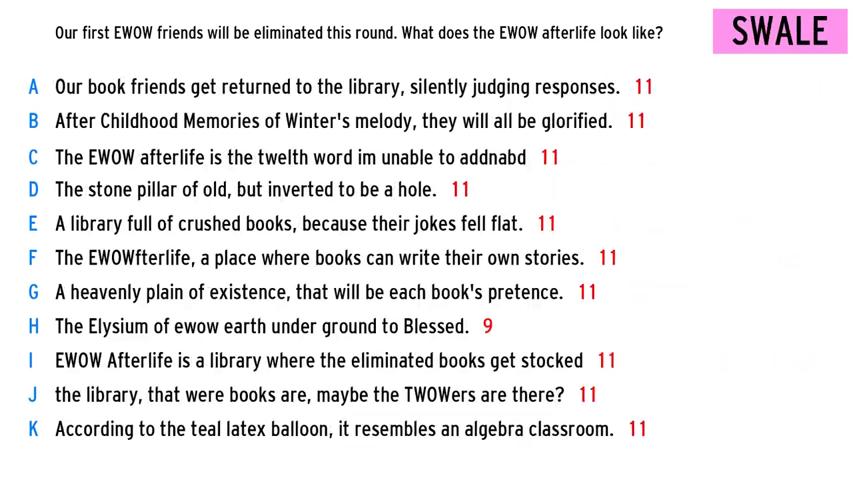 Our first EWOW friends will be eliminated this round. What does the EWOW afterlife look like?
SWALE
A Our book friends get returned to the library, silently judging responses. 11
B After Childhood Memories of Winter's melody, they will all be glorified. 11
C The EWOW afterlife is the twelth word im unable to addnabd 11
D The stone pillar of old, but inverted to be a hole. 11
E A library full of crushed books, because their jokes fell flat. 11
F The EWOWfterlife, a place where books can write their own stories. 11
G A heavenly plain of existence, that will be each book's pretence. 11
H The Elysium of ewow earth under ground to Blessed. 9
I EWOW Afterlife is a library where the eliminated books get stocked 11
J the library, that were books are, maybe the TWOWers are there? 11
K According to the teal latex balloon, it resembles an algebra classroom. 11